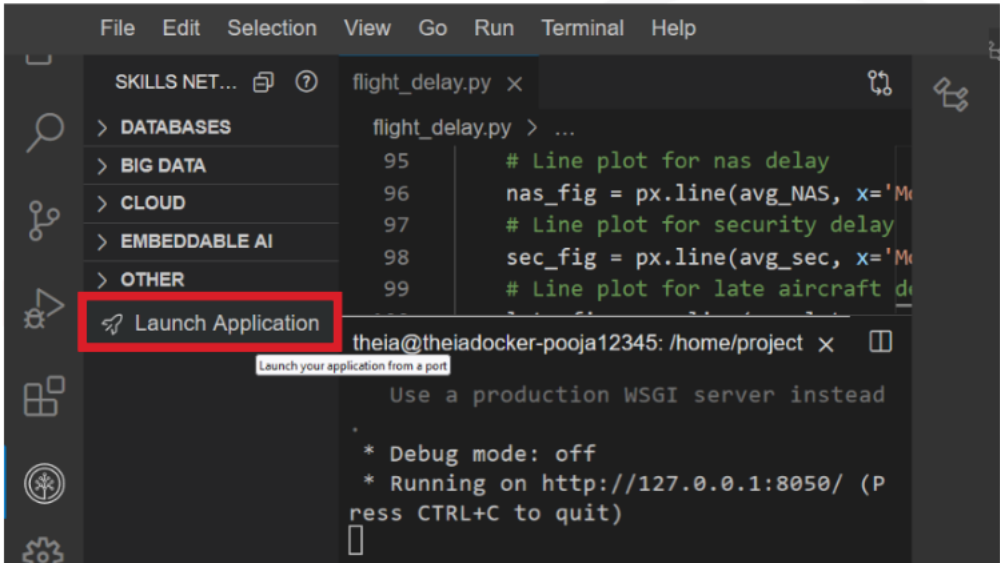 File Edit Selection View Go Run Terminal Help
SKILLS NET...
DATABASES
BIG DATA
CLOUD
EMBEDDABLE AI
OTHER
Launch Application
Launch your application from a port
flight_delay.py ×
flight_delay.py > ...
95 # Line plot for nas delay
96 nas_fig = px.line(avg_NAS, x='Mo
97 # Line plot for security delay
98 sec_fig = px.line(avg_sec, x='Mo
99 # Line plot for late aircraft de
theia@theiadocker-pooja12345: /home/project ×
Use a production WSGI server instead
.
* Debug mode: off
* Running on http://127.0.0.1:8050/ (P
ress CTRL+C to quit)